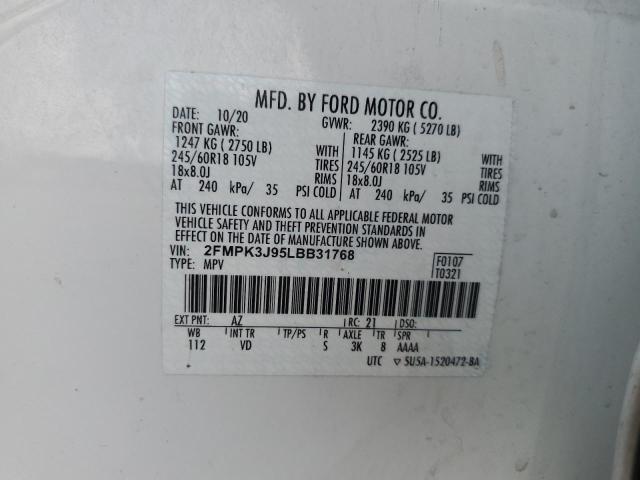 MFD. BY FORD MOTOR CO.
DATE: 10/20 GVWR: 2390 KG ( 5270 LB)
FRONT GAWR: REAR GAWR:
1247 KG ( 2750 LB) WITH 1145 KG ( 2525 LB) WITH
245/60R18 105V TIRES 245/60R18 105V TIRES
18x8.0J RIMS 18x8.0J RIMS
AT 240 kPa/ 35 PSI COLD AT 240 kPa/ 35 PSI COLD
THIS VEHICLE CONFORMS TO ALL APPLICABLE FEDERAL MOTOR
VEHICLE SAFETY AND THEFT PREVENTION STANDARDS IN
EFFECT ON THE DATE OF MANUFACTURE SHOWN ABOVE.
VIN: 2FMPK3J95LBB31768 F0107
TYPE: MPV T0321
EXT PNT: AZ RC: 21 DSO:
WB INT TR TP/PS R AXLE TR SPR
112 VD S 3K 8 AAAA
UTC ▽ 5U5A-1520472-BA